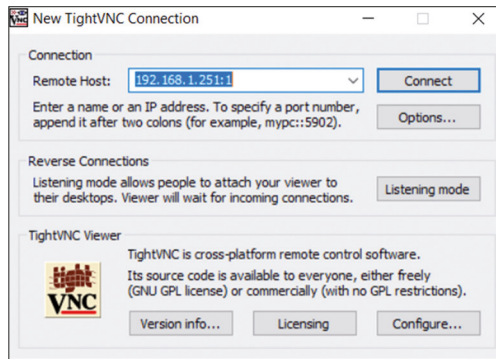 New TightVNC Connection
Connection
Remote Host: 192.168.1.251:1 Connect
Enter a name or an IP address. To specify a port number,
append it after two colons (for example, mypc::5902).
Options...
Reverse Connections
Listening mode allows people to attach your viewer to
their desktops. Viewer will wait for incoming connections.
Listening mode
TightVNC Viewer
tight
VNC
TightVNC is cross-platform remote control software.
Its source code is available to everyone, either freely
(GNU GPL license) or commercially (with no GPL restrictions).
Version info... Licensing Configure...